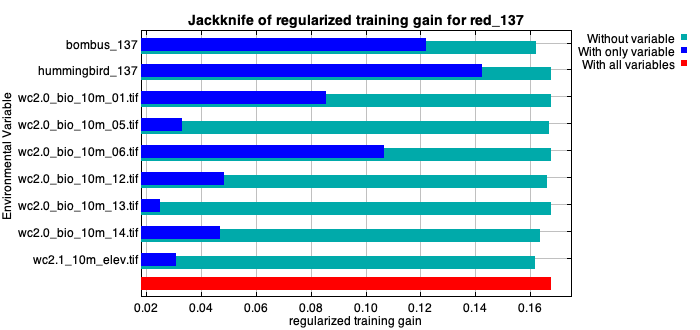 Jackknife of regularized training gain for red_137
Without variable
With only variable
With all variables
Environmental Variable
bombus_137
hummingbird_137
wc2.0_bio_10m_01.tif
wc2.0_bio_10m_05.tif
wc2.0_bio_10m_06.tif
wc2.0_bio_10m_12.tif
wc2.0_bio_10m_13.tif
wc2.0_bio_10m_14.tif
wc2.1_10m_elev.tif
0.02 0.04 0.06 0.08 0.10 0.12 0.14 0.16
regularized training gain